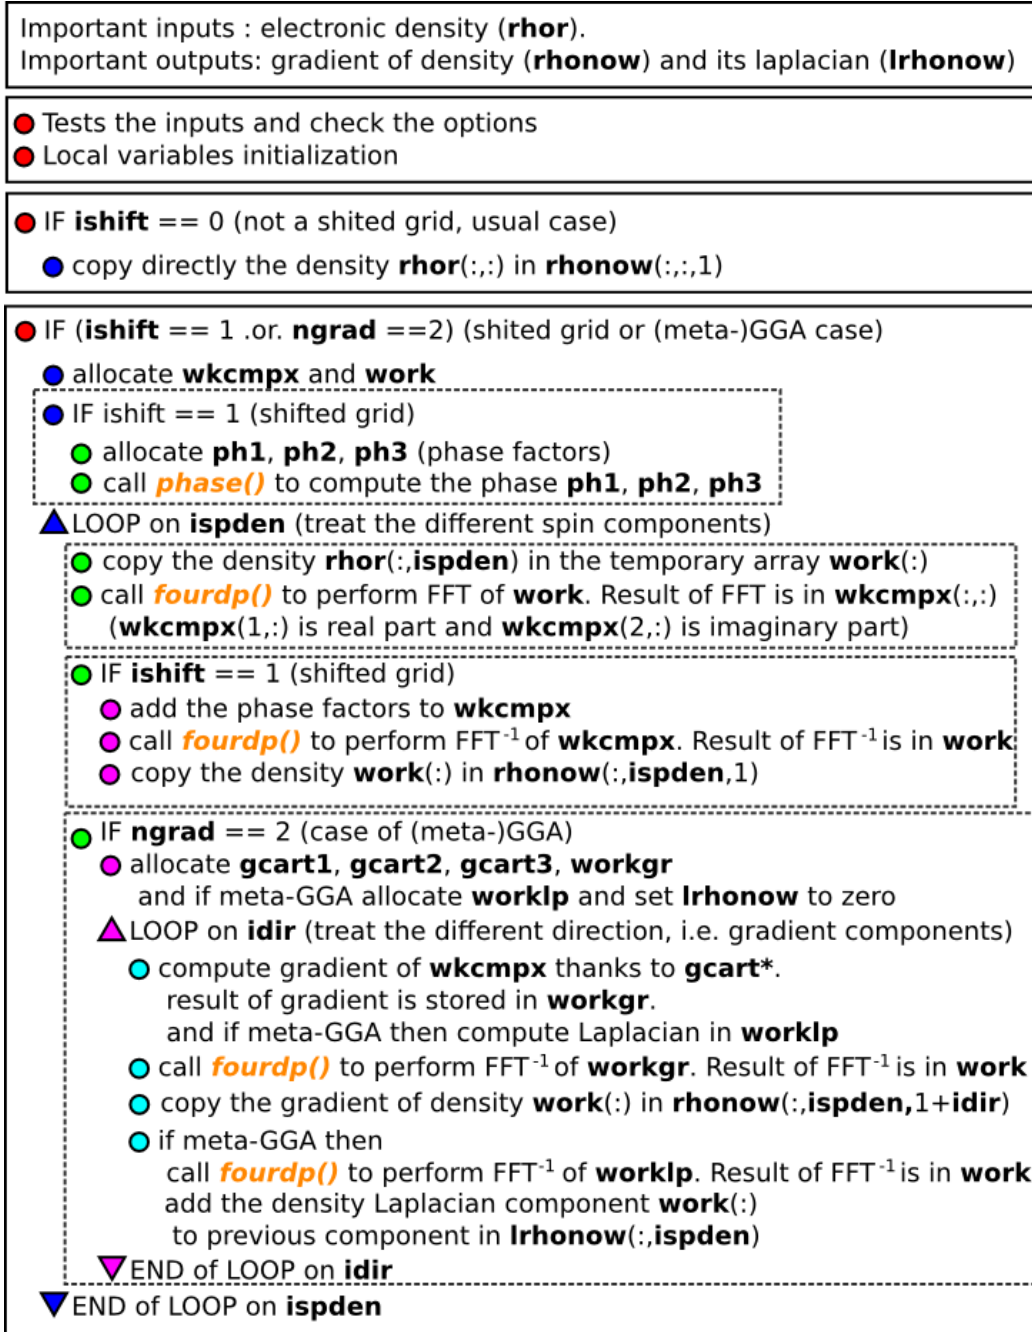 Important inputs : electronic density (rhor).
Important outputs: gradient of density (rhonow) and its laplacian (lrhonow)
Tests the inputs and check the options
Local variables initialization
IF ishift == 0 (not a shited grid, usual case)
copy directly the density rhor(:,:) in rhonow(:,:,1)
IF (ishift == 1 .or. ngrad ==2) (shited grid or (meta-)GGA case)
allocate wkcmpx and work
IF ishift == 1 (shifted grid)
allocate ph1, ph2, ph3 (phase factors)
call phase() to compute the phase ph1, ph2, ph3
LOOP on ispden (treat the different spin components)
copy the density rhor(:,ispden) in the temporary array work(:)
call fourdp() to perform FFT of work. Result of FFT is in wkcmpx(:,:)
(wkcmpx(1,:) is real part and wkcmpx(2,:) is imaginary part)
IF ishift == 1 (shifted grid)
add the phase factors to wkcmpx
call fourdp() to perform FFT⁻¹ of wkcmpx. Result of FFT⁻¹ is in work
copy the density work(:) in rhonow(:,ispden,1)
IF ngrad == 2 (case of (meta-)GGA)
allocate gcart1, gcart2, gcart3, workgr
and if meta-GGA allocate worklp and set lrhonow to zero
LOOP on idir (treat the different direction, i.e. gradient components)
compute gradient of wkcmpx thanks to gcart*.
result of gradient is stored in workgr.
and if meta-GGA then compute Laplacian in worklp
call fourdp() to perform FFT⁻¹ of workgr. Result of FFT⁻¹ is in work
copy the gradient of density work(:) in rhonow(:,ispden,1+idir)
if meta-GGA then
call fourdp() to perform FFT⁻¹ of worklp. Result of FFT⁻¹ is in work
add the density Laplacian component work(:)
to previous component in lrhonow(:,ispden)
END of LOOP on idir
END of LOOP on ispden